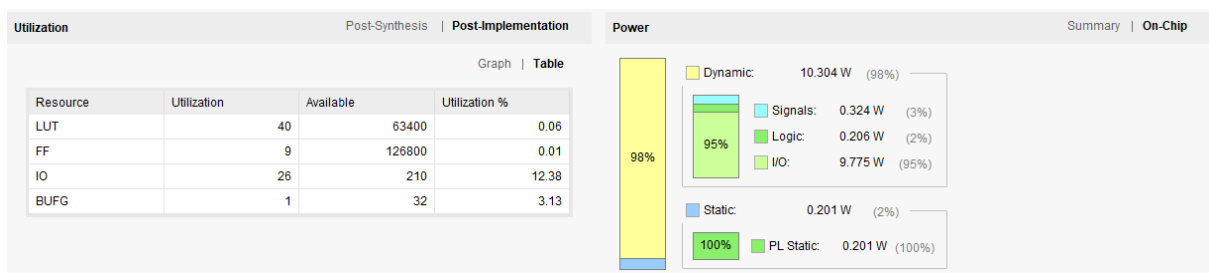 Utilization Post-Synthesis | Post-Implementation
Graph | Table
Resource Utilization Available Utilization %
LUT 40 63400 0.06
FF 9 126800 0.01
IO 26 210 12.38
BUFG 1 32 3.13
Power Summary | On-Chip
Dynamic: 10.304 W (98%)
Signals: 0.324 W (3%)
Logic: 0.206 W (2%)
95%
I/O: 9.775 W (95%)
98%
Static: 0.201 W (2%)
100% PL Static: 0.201 W (100%)